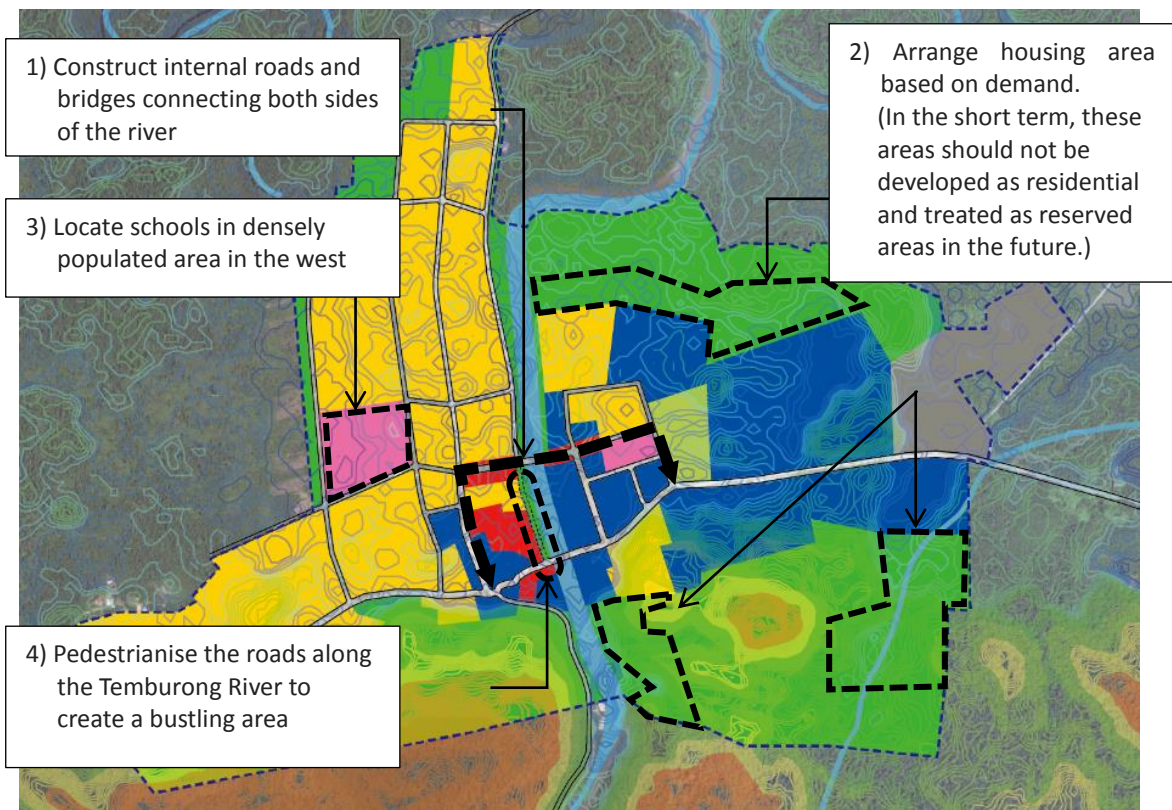 1) Construct internal roads and
bridges connecting both sides
of the river
2) Arrange housing area
based on demand.
(In the short term, these
areas should not be
developed as residential
and treated as reserved
areas in the future.)
3) Locate schools in densely
populated area in the west
4) Pedestrianise the roads along
the Temburong River to
create a bustling area